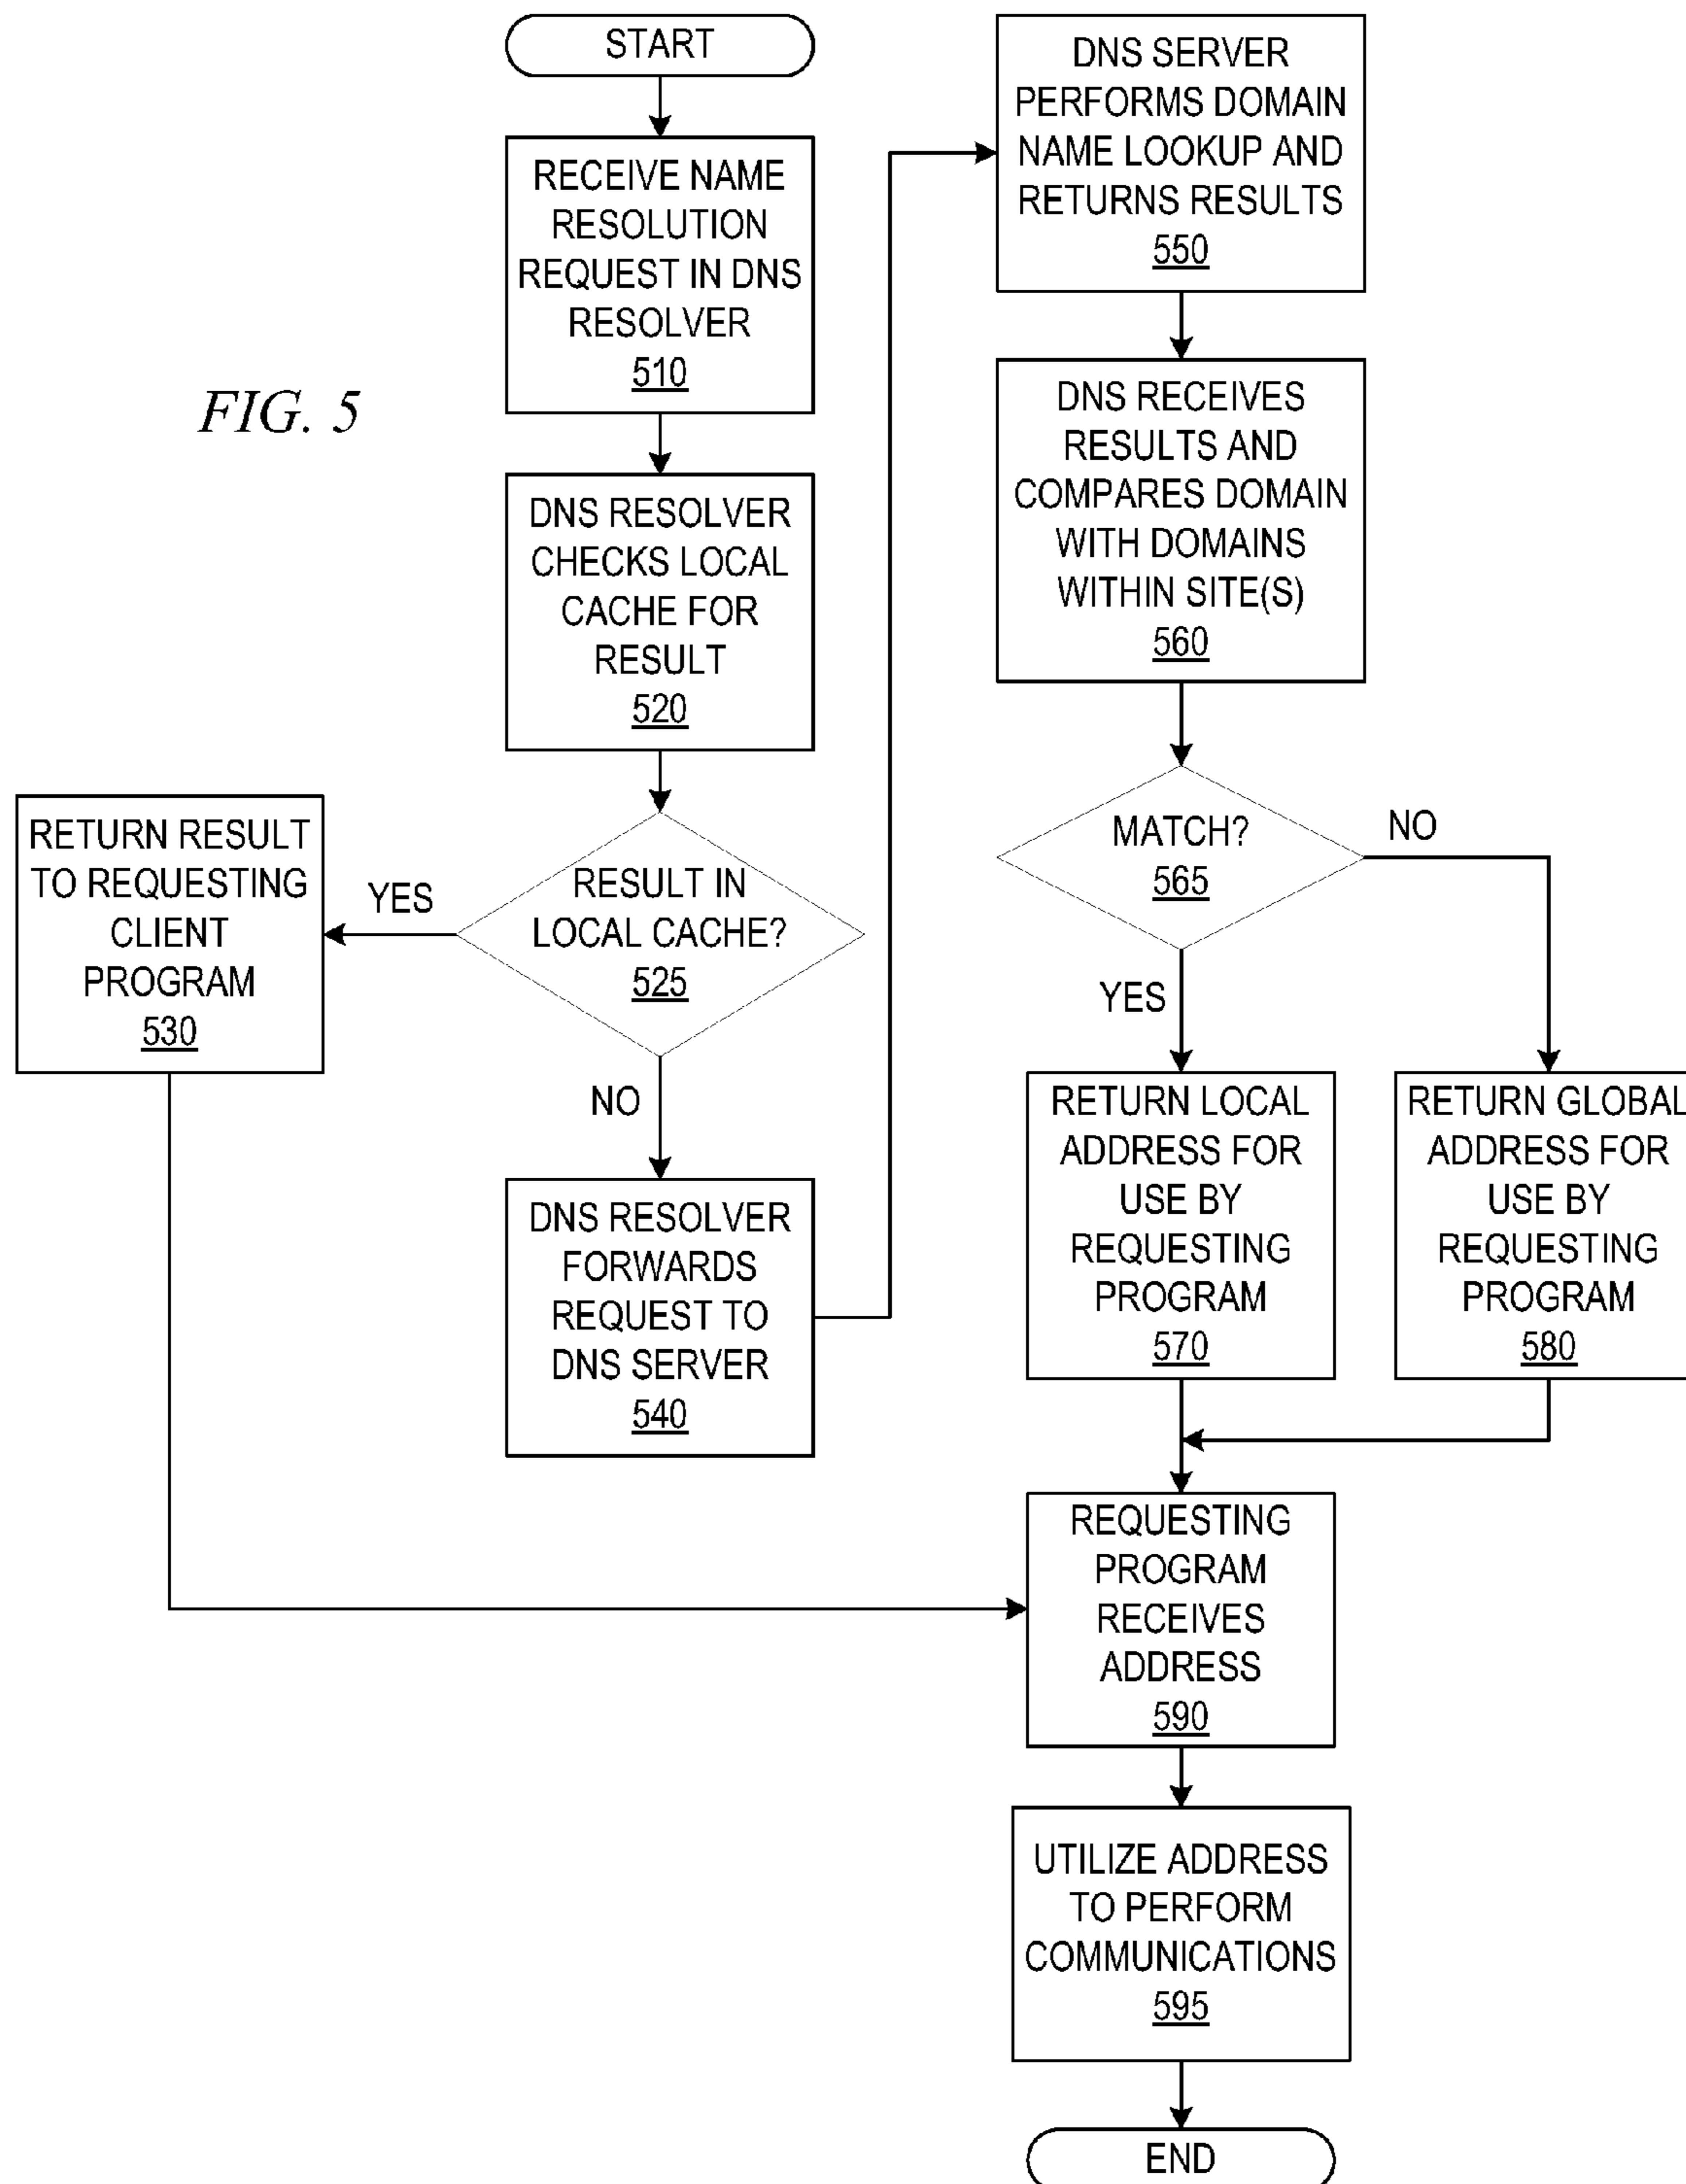 START
RECEIVE NAME
RESOLUTION
REQUEST IN DNS
RESOLVER
510
FIG. 5
DNS RESOLVER
CHECKS LOCAL
CACHE FOR
RESULT
520
RESULT IN
LOCAL CACHE?
525
YES
RETURN RESULT
TO REQUESTING
CLIENT
PROGRAM
530
NO
DNS RESOLVER
FORWARDS
REQUEST TO
DNS SERVER
540
DNS SERVER
PERFORMS DOMAIN
NAME LOOKUP AND
RETURNS RESULTS
550
DNS RECEIVES
RESULTS AND
COMPARES DOMAIN
WITH DOMAINS
WITHIN SITE(S)
560
MATCH?
565
NO
YES
RETURN LOCAL
ADDRESS FOR
USE BY
REQUESTING
PROGRAM
570
RETURN GLOBAL
ADDRESS FOR
USE BY
REQUESTING
PROGRAM
580
REQUESTING
PROGRAM
RECEIVES
ADDRESS
590
UTILIZE ADDRESS
TO PERFORM
COMMUNICATIONS
595
END